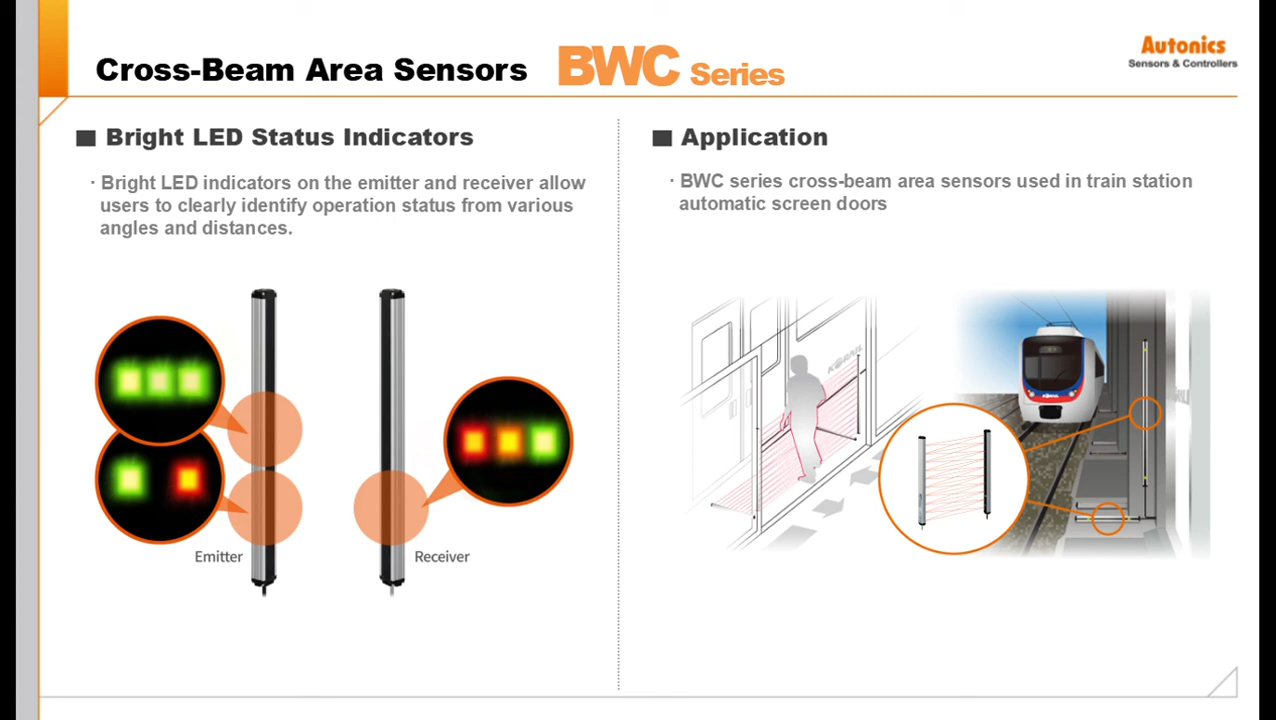 Cross-Beam Area Sensors BWC Series
Autonics
Sensors & Controllers
■ Bright LED Status Indicators
· Bright LED indicators on the emitter and receiver allow
users to clearly identify operation status from various
angles and distances.
Emitter
Receiver
■ Application
· BWC series cross-beam area sensors used in train station
automatic screen doors
KORAIL